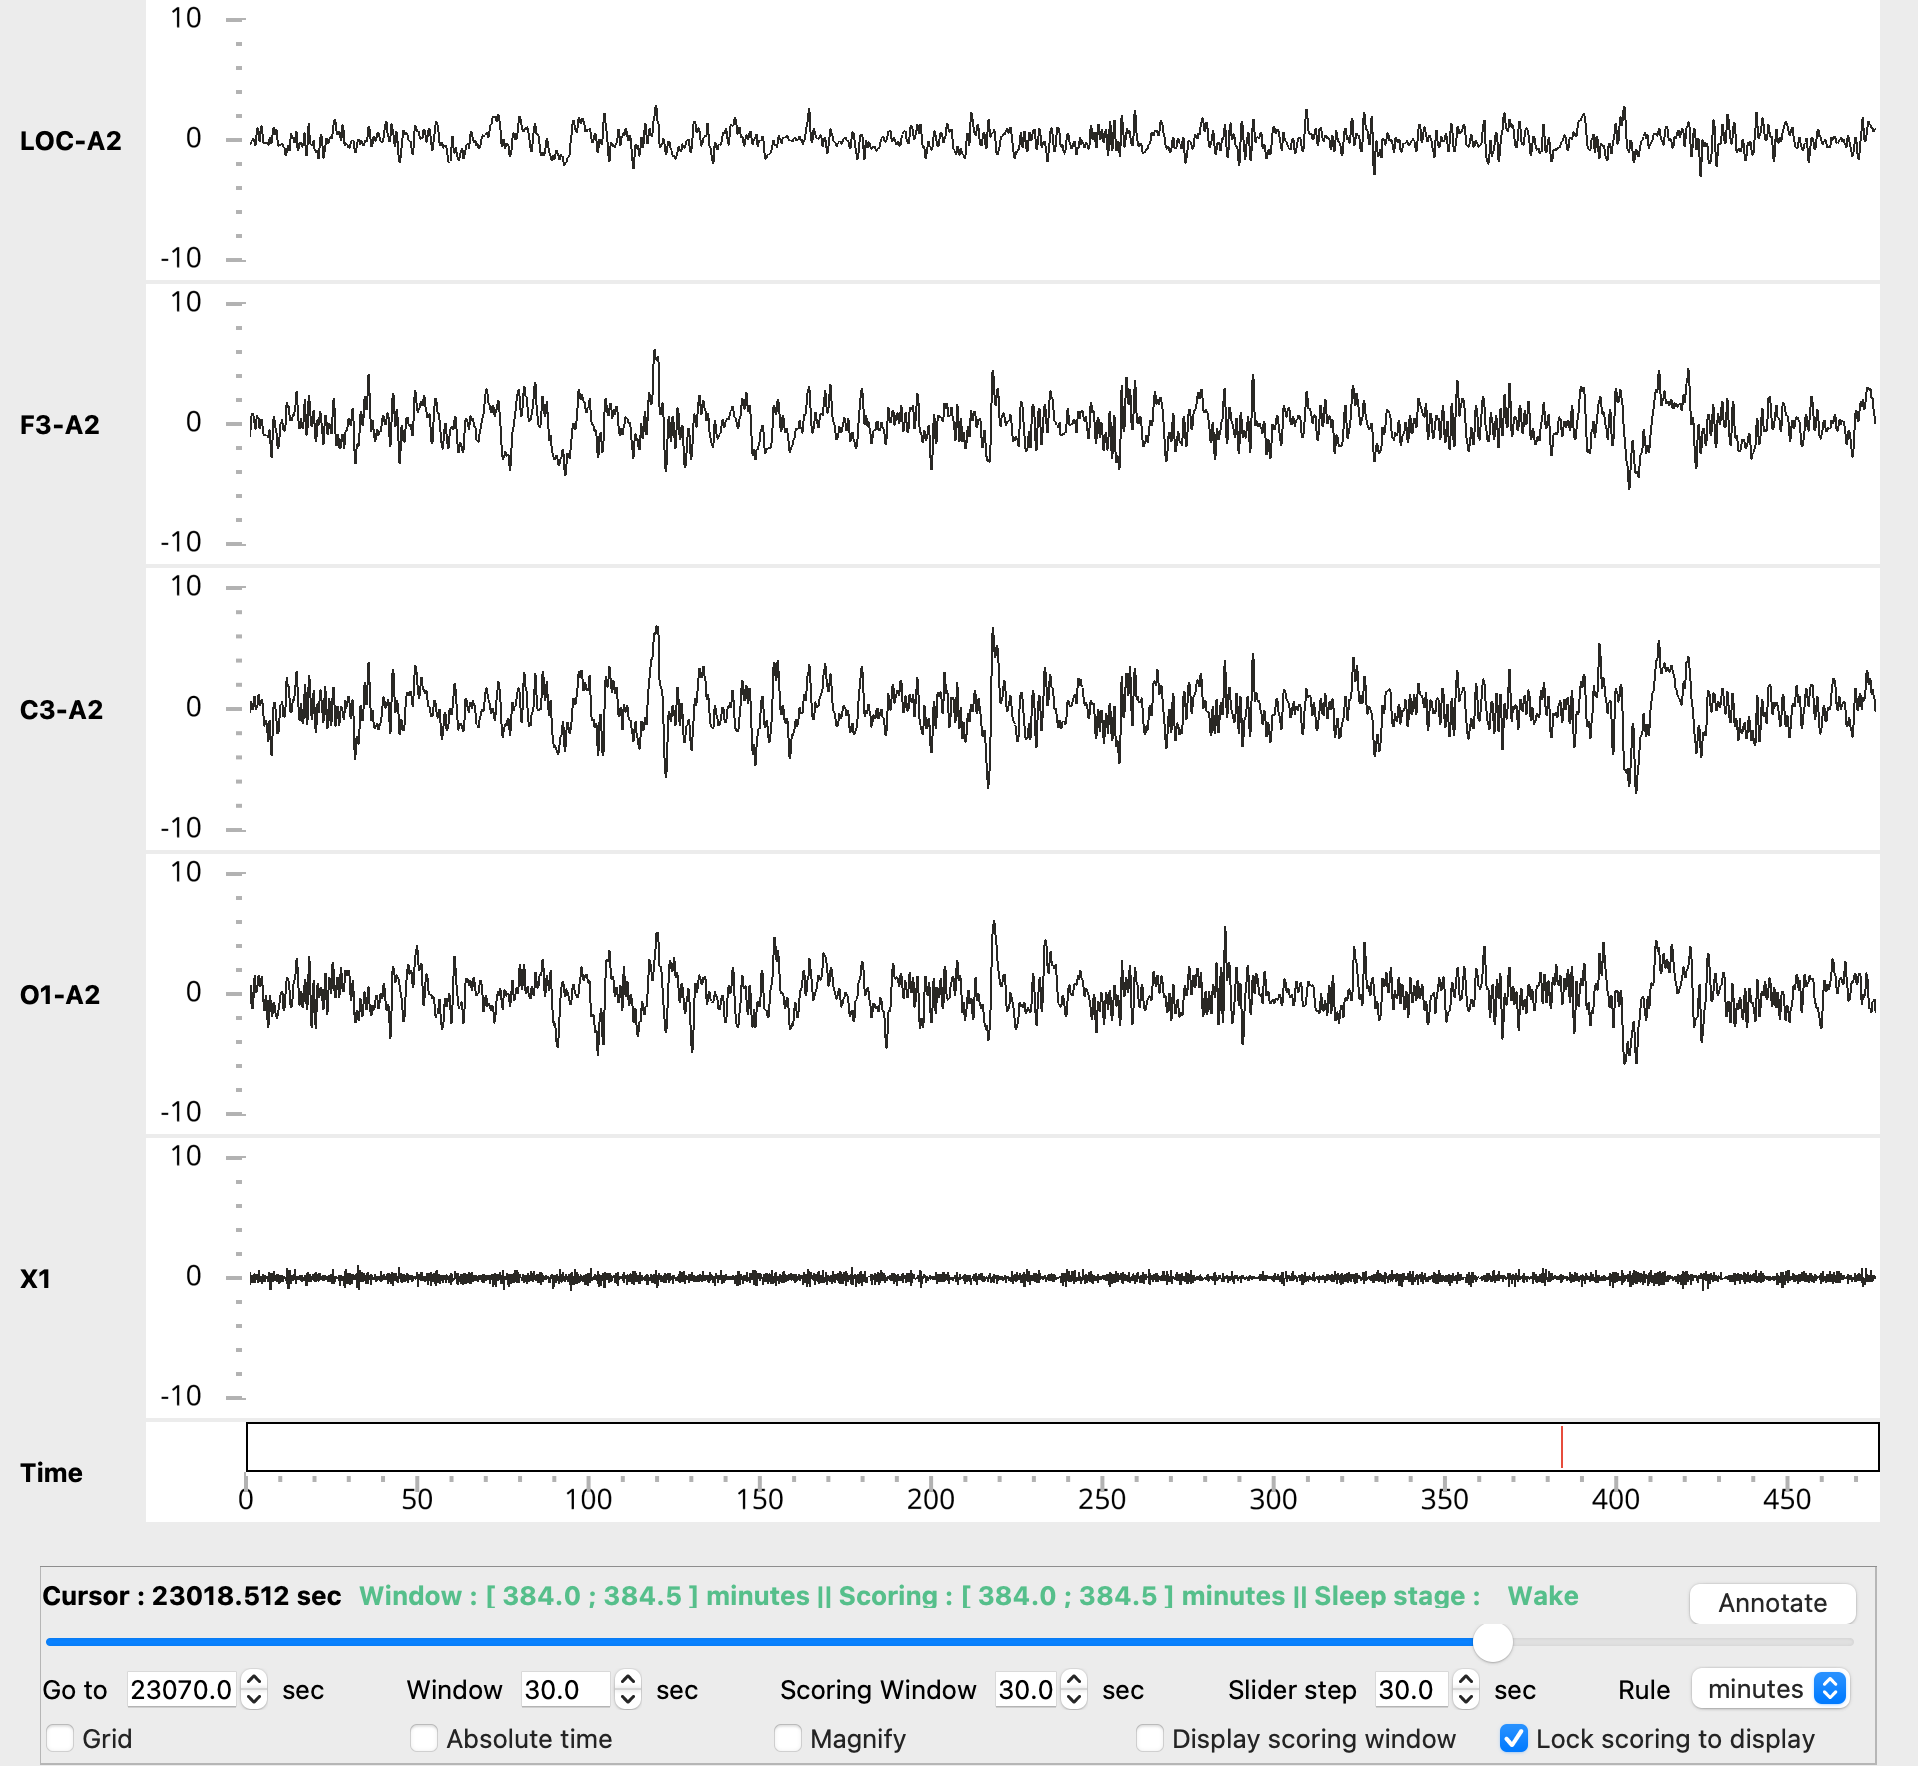 10
LOC-A2 0
-10
10
F3-A2 0
-10
10
C3-A2 0
-10
10
O1-A2 0
-10
10
X1 0
-10
Time
0 50 100 150 200 250 300 350 400 450
Cursor : 23018.512 sec Window : [ 384.0 ; 384.5 ] minutes || Scoring : [ 384.0 ; 384.5 ] minutes || Sleep stage : Wake Annotate
Go to 23070.0 sec Window 30.0 sec Scoring Window 30.0 sec Slider step 30.0 sec Rule minutes
Grid Absolute time Magnify Display scoring window Lock scoring to display